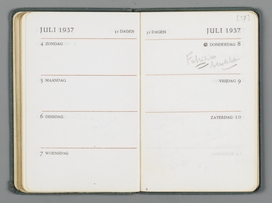 JULI 1937 31 DAGEN
4 ZONDAG
5 MAANDAG
6 DINSDAG
7 WOENSDAG
31 DAGEN JULI 1937
DONDERDAG 8
VRIJDAG 9
ZATERDAG 10